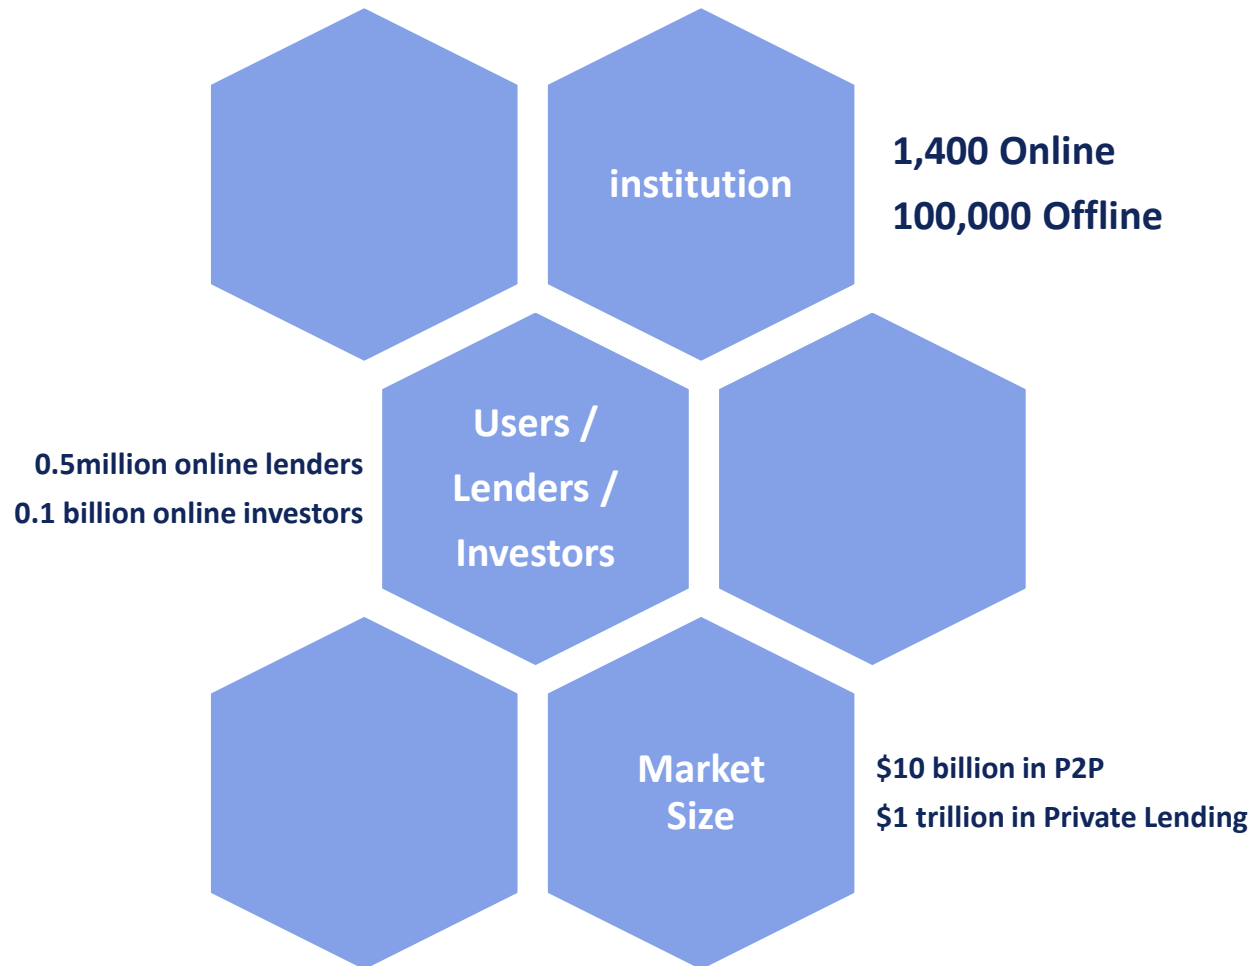 institution
1,400 Online
100,000 Offline
Users /
Lenders /
Investors
0.5million online lenders
0.1 billion online investors
Market
Size
$10 billion in P2P
$1 trillion in Private Lending